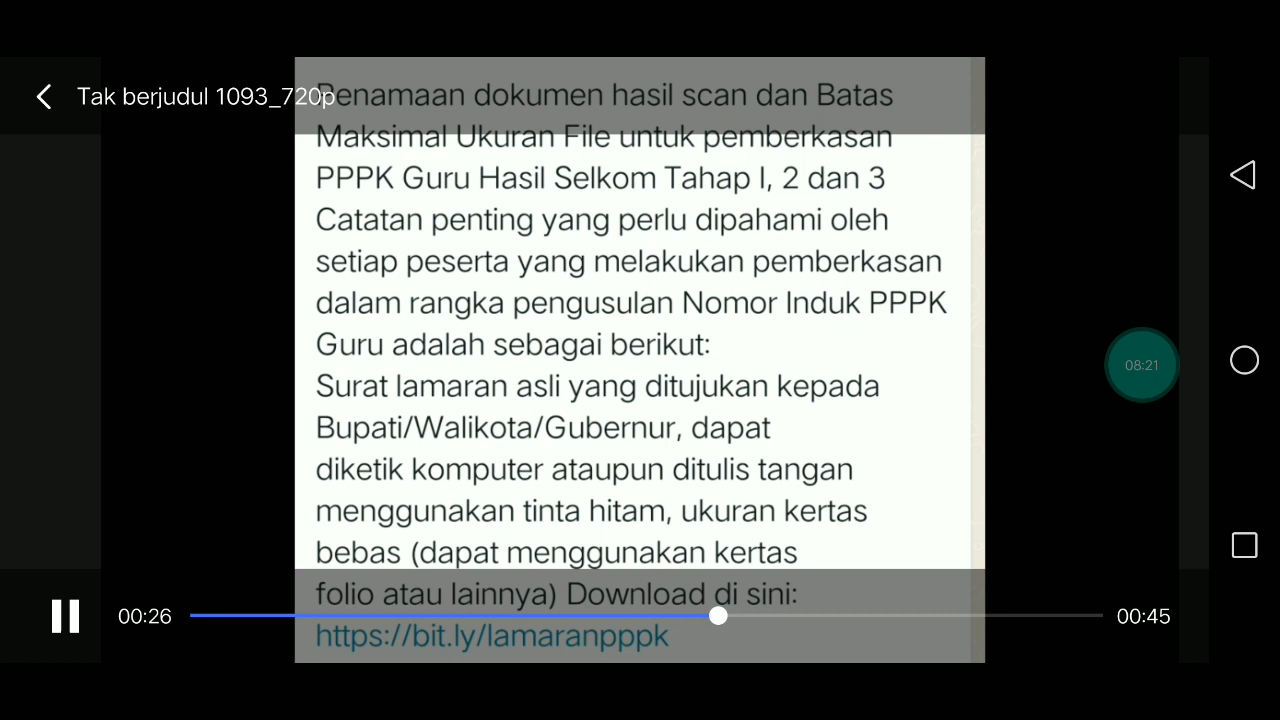 Tak berjudul 1093_720p
Penamaan dokumen hasil scan dan Batas
Maksimal Ukuran File untuk pemberkasan
PPPK Guru Hasil Selkom Tahap I, 2 dan 3
Catatan penting yang perlu dipahami oleh
setiap peserta yang melakukan pemberkasan
dalam rangka pengusulan Nomor Induk PPPK
Guru adalah sebagai berikut:
Surat lamaran asli yang ditujukan kepada
Bupati/Walikota/Gubernur, dapat
diketik komputer ataupun ditulis tangan
menggunakan tinta hitam, ukuran kertas
bebas (dapat menggunakan kertas
folio atau lainnya) Download di sini:
https://bit.ly/lamaranpppk
08:21
00:26
00:45